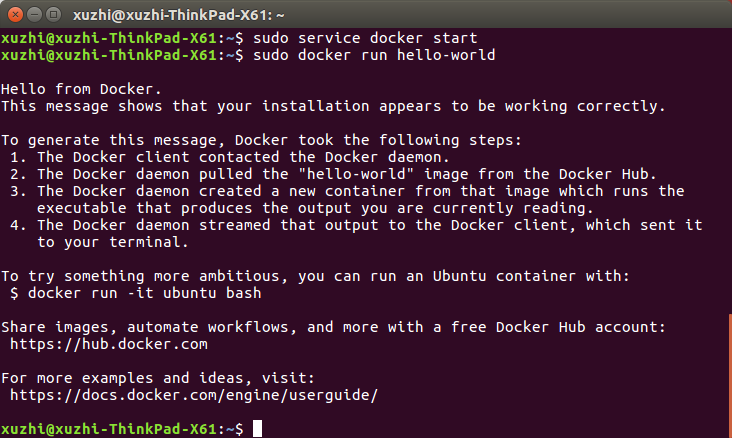 xuzhi@xuzhi-ThinkPad-X61: ~
xuzhi@xuzhi-ThinkPad-X61:~$ sudo service docker start
xuzhi@xuzhi-ThinkPad-X61:~$ sudo docker run hello-world

Hello from Docker.
This message shows that your installation appears to be working correctly.

To generate this message, Docker took the following steps:
 1. The Docker client contacted the Docker daemon.
 2. The Docker daemon pulled the "hello-world" image from the Docker Hub.
 3. The Docker daemon created a new container from that image which runs the
    executable that produces the output you are currently reading.
 4. The Docker daemon streamed that output to the Docker client, which sent it
    to your terminal.

To try something more ambitious, you can run an Ubuntu container with:
 $ docker run -it ubuntu bash

Share images, automate workflows, and more with a free Docker Hub account:
 https://hub.docker.com

For more examples and ideas, visit:
 https://docs.docker.com/engine/userguide/

xuzhi@xuzhi-ThinkPad-X61:~$